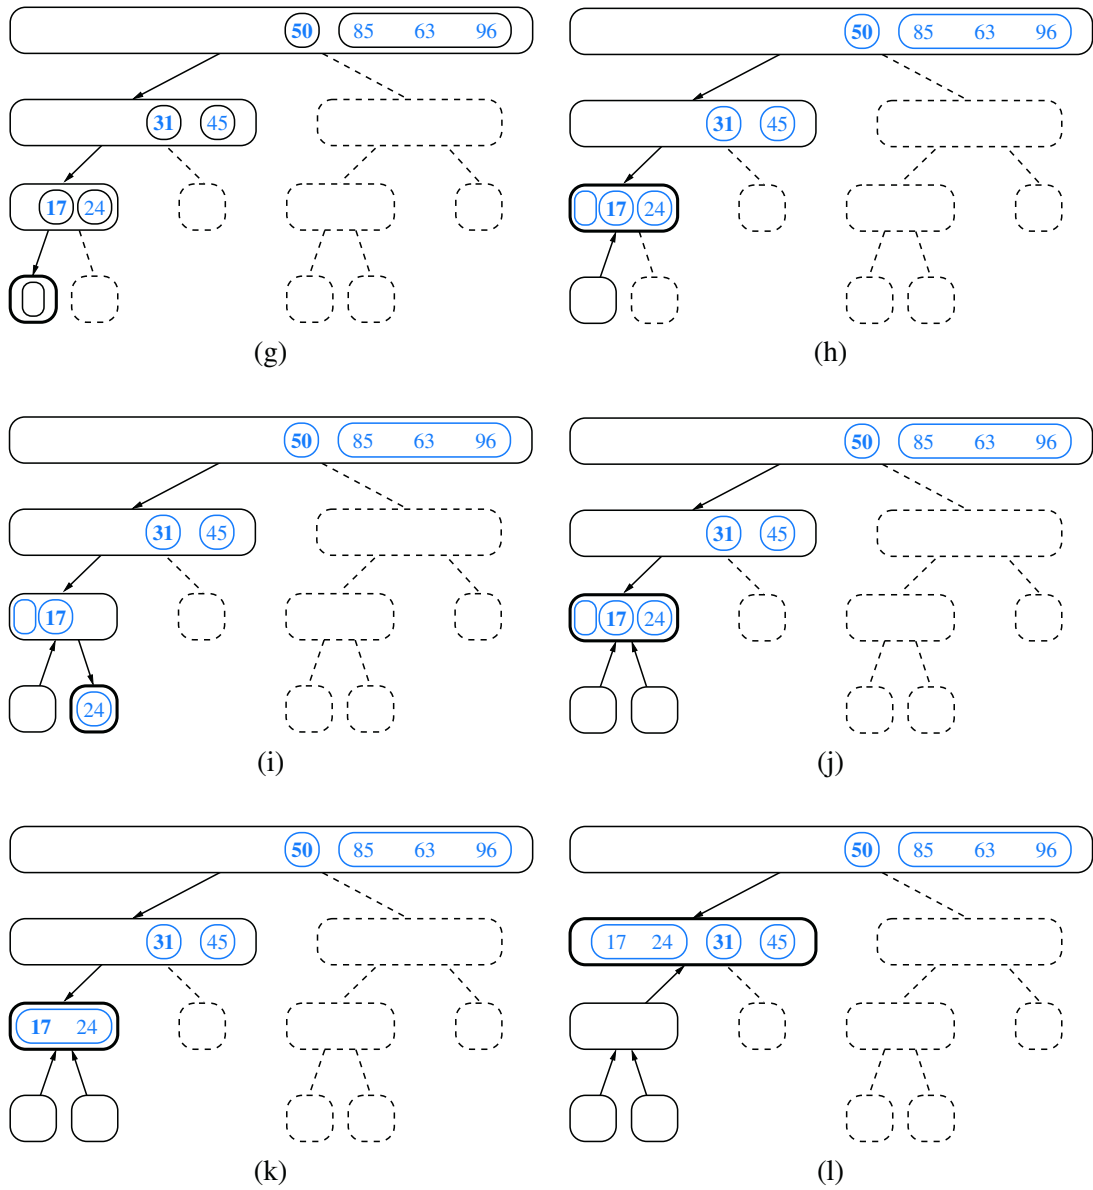 50 85 63 96 50 85 63 96
31 45 31 45
17 24 17 24
(g) (h)
50 85 63 96 50 85 63 96
31 45 31 45
17 17 24
24
(i) (j)
50 85 63 96 50 85 63 96
31 45 17 24 31 45
17 24
(k) (l)